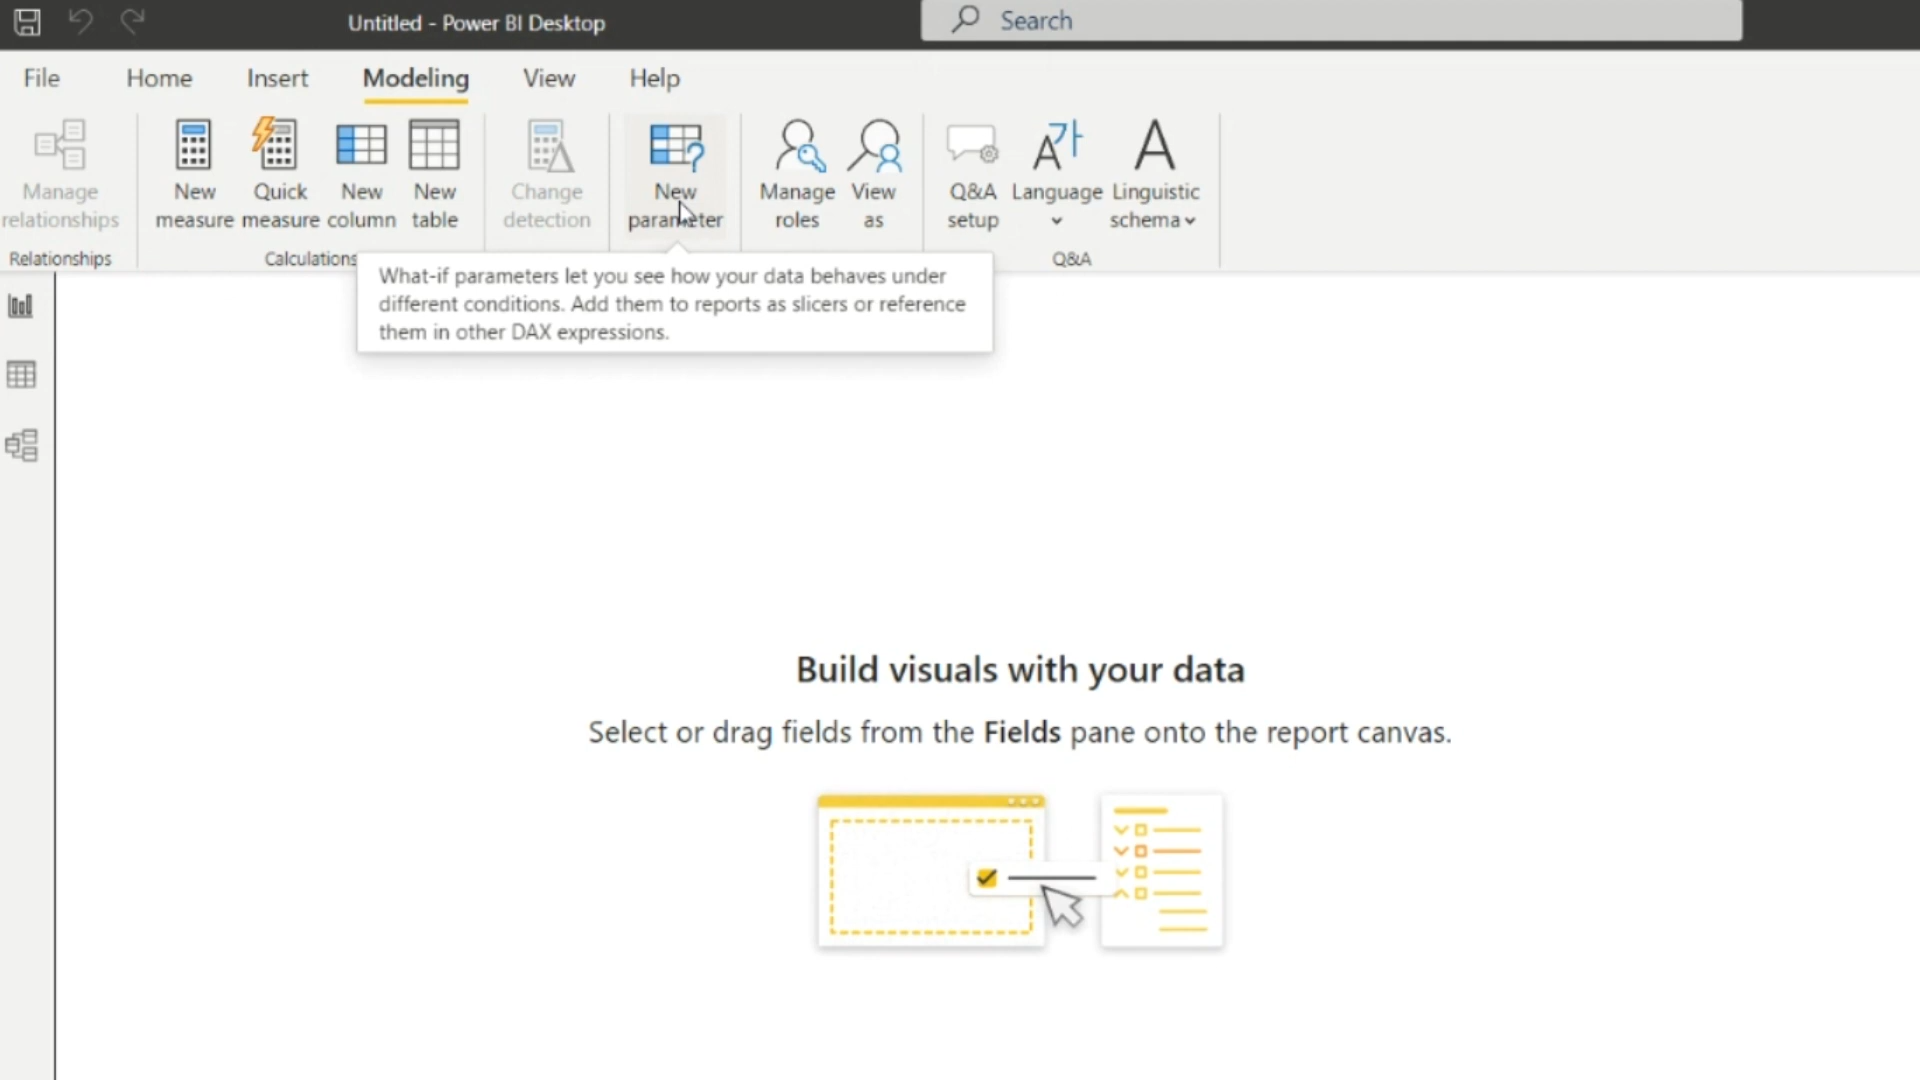 Untitled - Power BI Desktop
Search
File Home Insert Modeling View Help
Manage relationships
New measure
Quick measure
New column
New table
Change detection
New parameter
Manage roles
View as
Q&A setup
Language
Linguistic schema
Relationships
Calculations
Q&A
What-if parameters let you see how your data behaves under
different conditions. Add them to reports as slicers or reference
them in other DAX expressions.
Build visuals with your data
Select or drag fields from the Fields pane onto the report canvas.